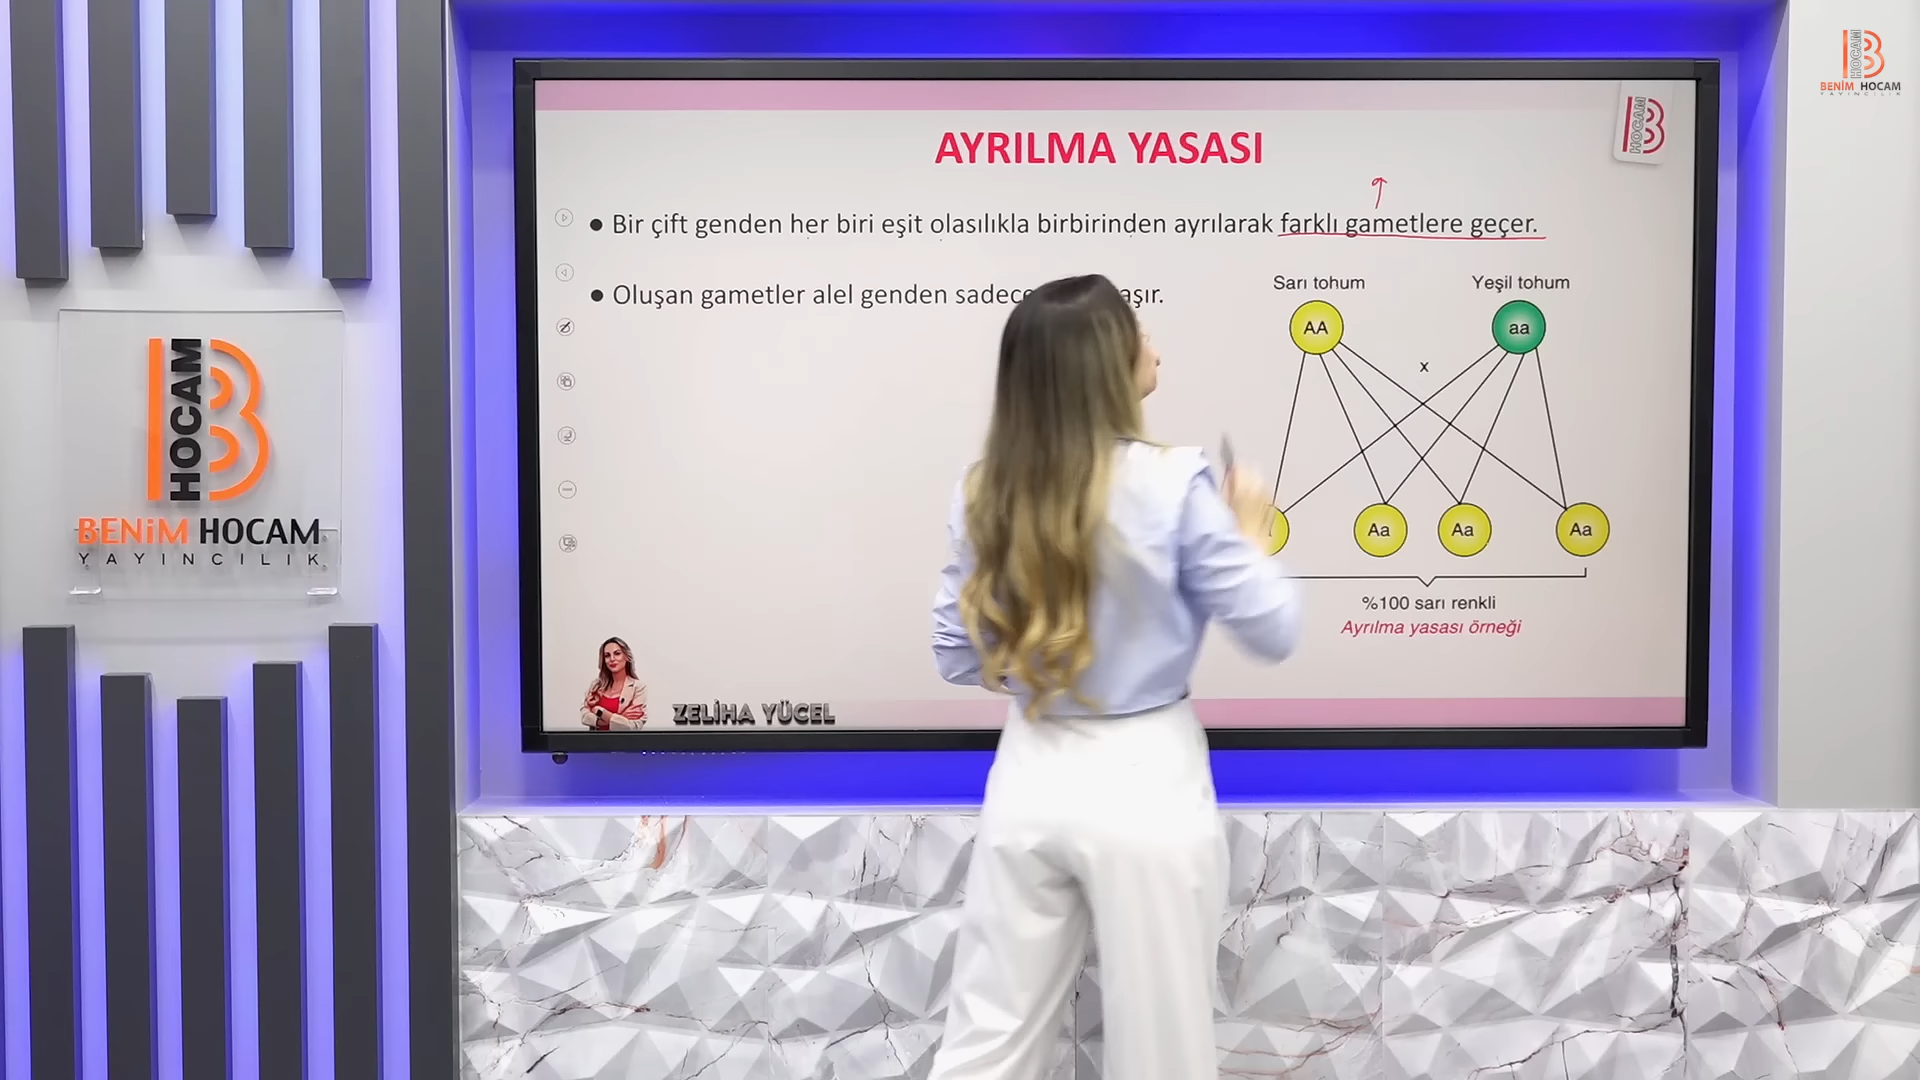 BENİM HOCAM
YAYINCILIK
HOCAM
AYRILMA YASASI
● Bir çift genden her biri eşit olasılıkla birbirinden ayrılarak farklı gametlere geçer.
● Oluşan gametler alel genden sadece
Sarı tohum
Yeşil tohum
AA
aa
x
Aa
Aa
Aa
%100 sarı renkli
Ayrılma yasası örneği
ZELİHA YÜCEL
HOCAM
BENİM HOCAM
YAYINCILIK